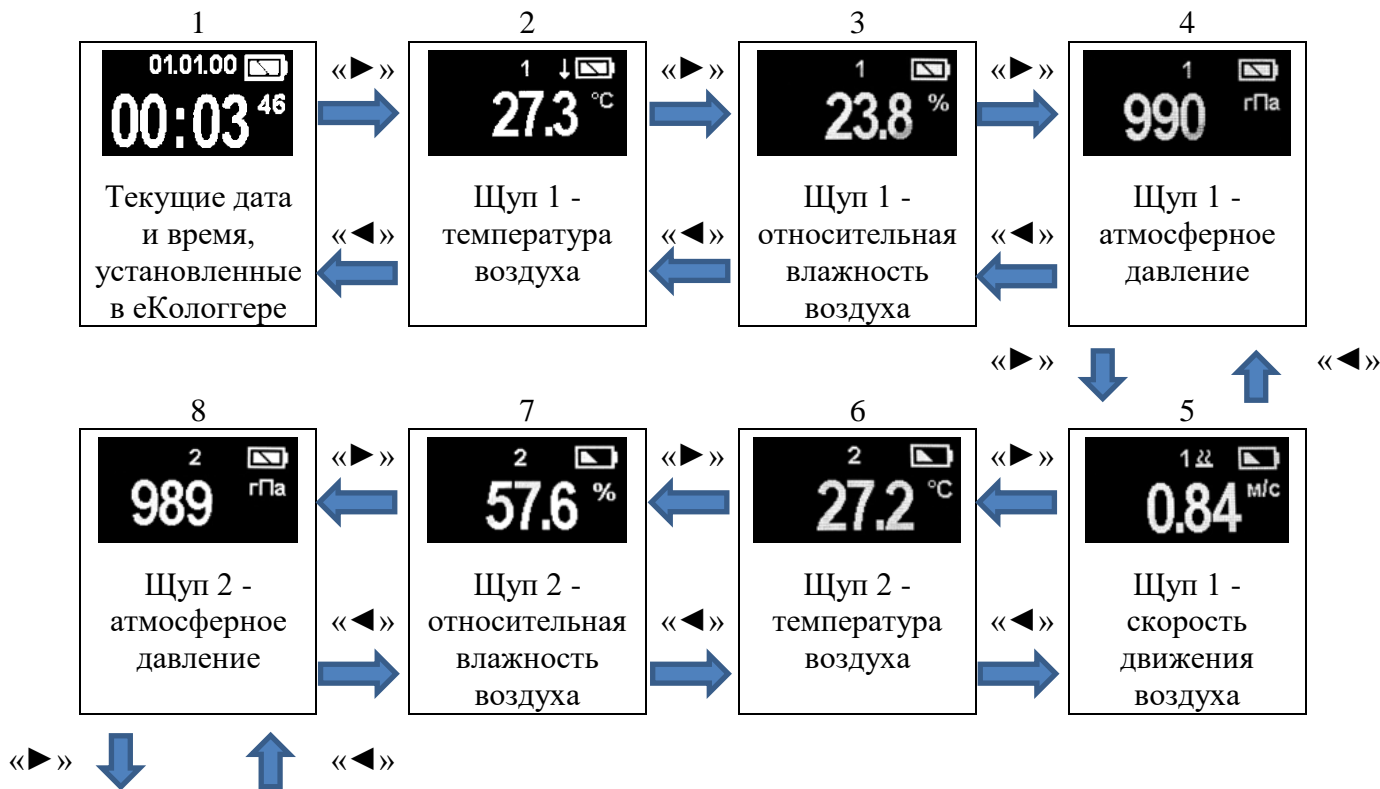 1
01.01.00
00:03 46
Текущие дата
и время,
установленные
в еКологгере
«►»
«◄»
2
1 ↓
27.3 °C
Щуп 1 -
температура
воздуха
«►»
«◄»
3
1
23.8 %
Щуп 1 -
относительная
влажность
воздуха
«►»
«◄»
4
1
990 гПа
Щуп 1 -
атмосферное
давление
«►»
«◄»
8
2
989 гПа
Щуп 2 -
атмосферное
давление
«►»
«◄»
7
2
57.6 %
Щуп 2 -
относительная
влажность
воздуха
«►»
«◄»
6
2
27.2 °C
Щуп 2 -
температура
воздуха
«►»
«◄»
5
1
0.84 м/с
Щуп 1 -
скорость
движения
воздуха
«►»
«◄»